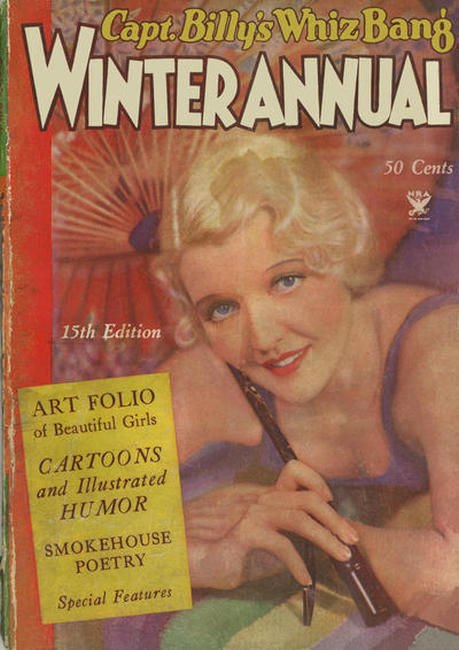 Capt. Billy's Whiz Bang
WINTER ANNUAL
50 Cents
NRA
15th Edition
ART FOLIO
of Beautiful Girls
CARTOONS
and Illustrated
HUMOR
SMOKEHOUSE
POETRY
Special Features